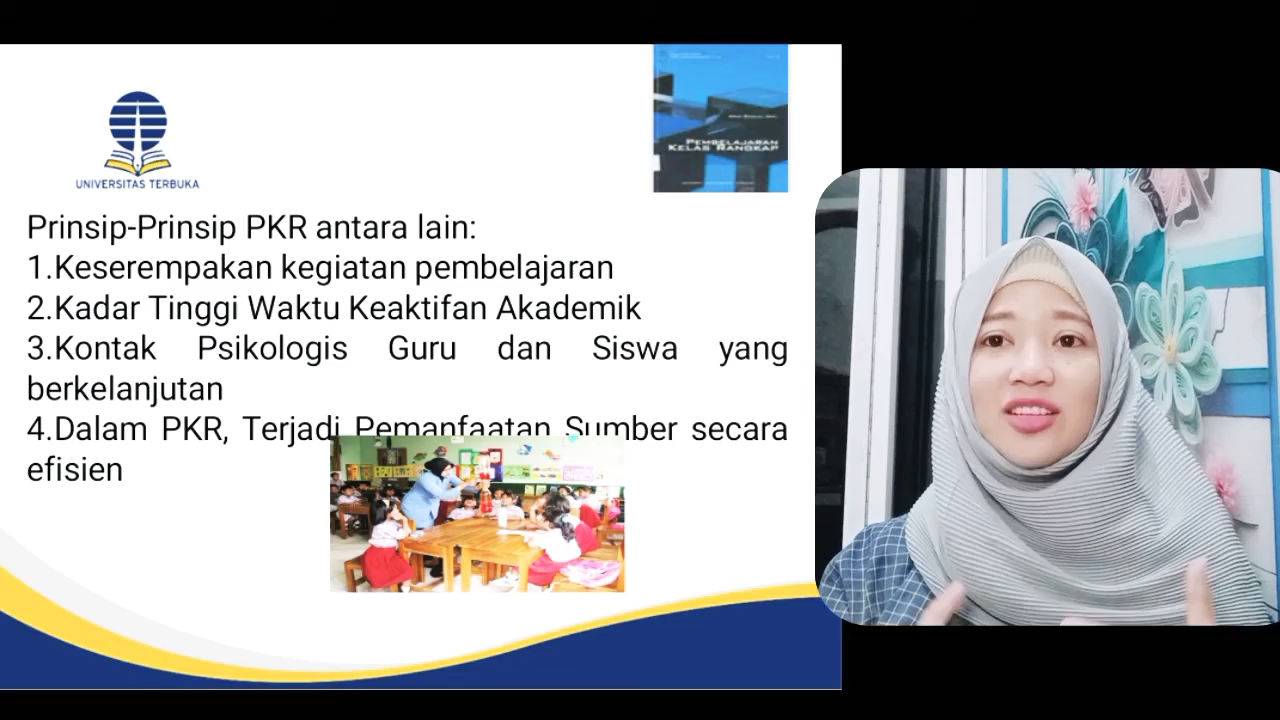 UNIVERSITAS TERBUKA
PEMBELAJARAN
KELAS RANGKAP
Prinsip-Prinsip PKR antara lain:
1.Keserempakan kegiatan pembelajaran
2.Kadar Tinggi Waktu Keaktifan Akademik
3.Kontak Psikologis Guru dan Siswa yang
berkelanjutan
4.Dalam PKR, Terjadi Pemanfaatan Sumber secara
efisien